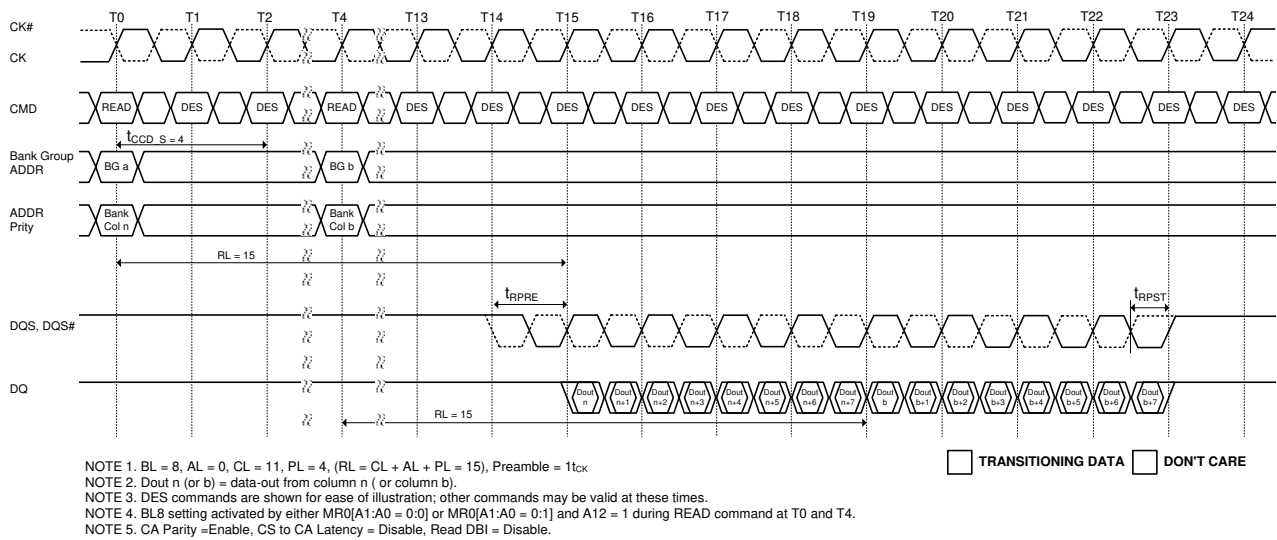 T0 T1 T2 T4 T13 T14 T15 T16 T17 T18 T19 T20 T21 T22 T23 T24
CK#
CK
CMD READ DES DES READ DES DES DES DES DES DES DES DES DES DES DES DES
tCCD_S = 4
Bank Group
ADDR
BG a BG b
ADDR
Prity
Bank
Col n
Bank
Col b
RL = 15
tRPRE tRPST
DQS, DQS#
DQ
Dout
n
Dout
n+1
Dout
n+2
Dout
n+3
Dout
n+4
Dout
n+5
Dout
n+6
Dout
n+7
Dout
b
Dout
b+1
Dout
b+2
Dout
b+3
Dout
b+4
Dout
b+5
Dout
b+6
Dout
b+7
RL = 15
NOTE 1. BL = 8, AL = 0, CL = 11, PL = 4, (RL = CL + AL + PL = 15), Preamble = 1tCK
NOTE 2. Dout n (or b) = data-out from column n ( or column b).
NOTE 3. DES commands are shown for ease of illustration; other commands may be valid at these times.
NOTE 4. BL8 setting activated by either MR0[A1:A0 = 0:0] or MR0[A1:A0 = 0:1] and A12 = 1 during READ command at T0 and T4.
NOTE 5. CA Parity =Enable, CS to CA Latency = Disable, Read DBI = Disable.
TRANSITIONING DATA DON'T CARE